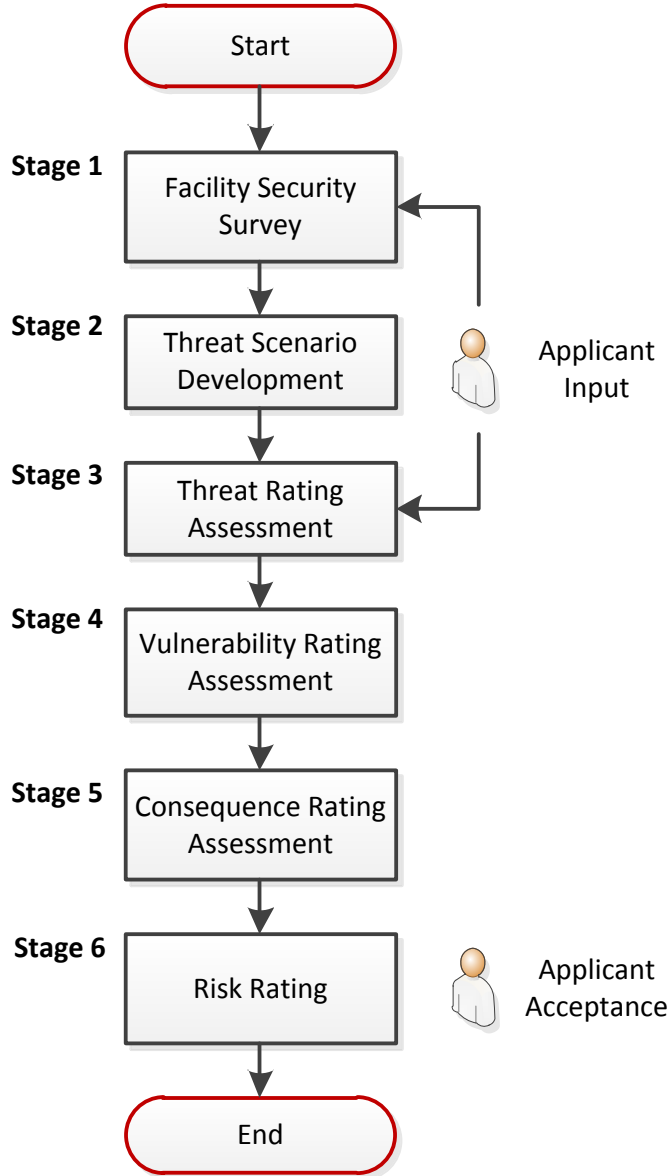 Start
Stage 1
Facility Security
Survey
Stage 2
Threat Scenario
Development
Applicant
Input
Stage 3
Threat Rating
Assessment
Stage 4
Vulnerability Rating
Assessment
Stage 5
Consequence Rating
Assessment
Stage 6
Risk Rating
Applicant
Acceptance
End